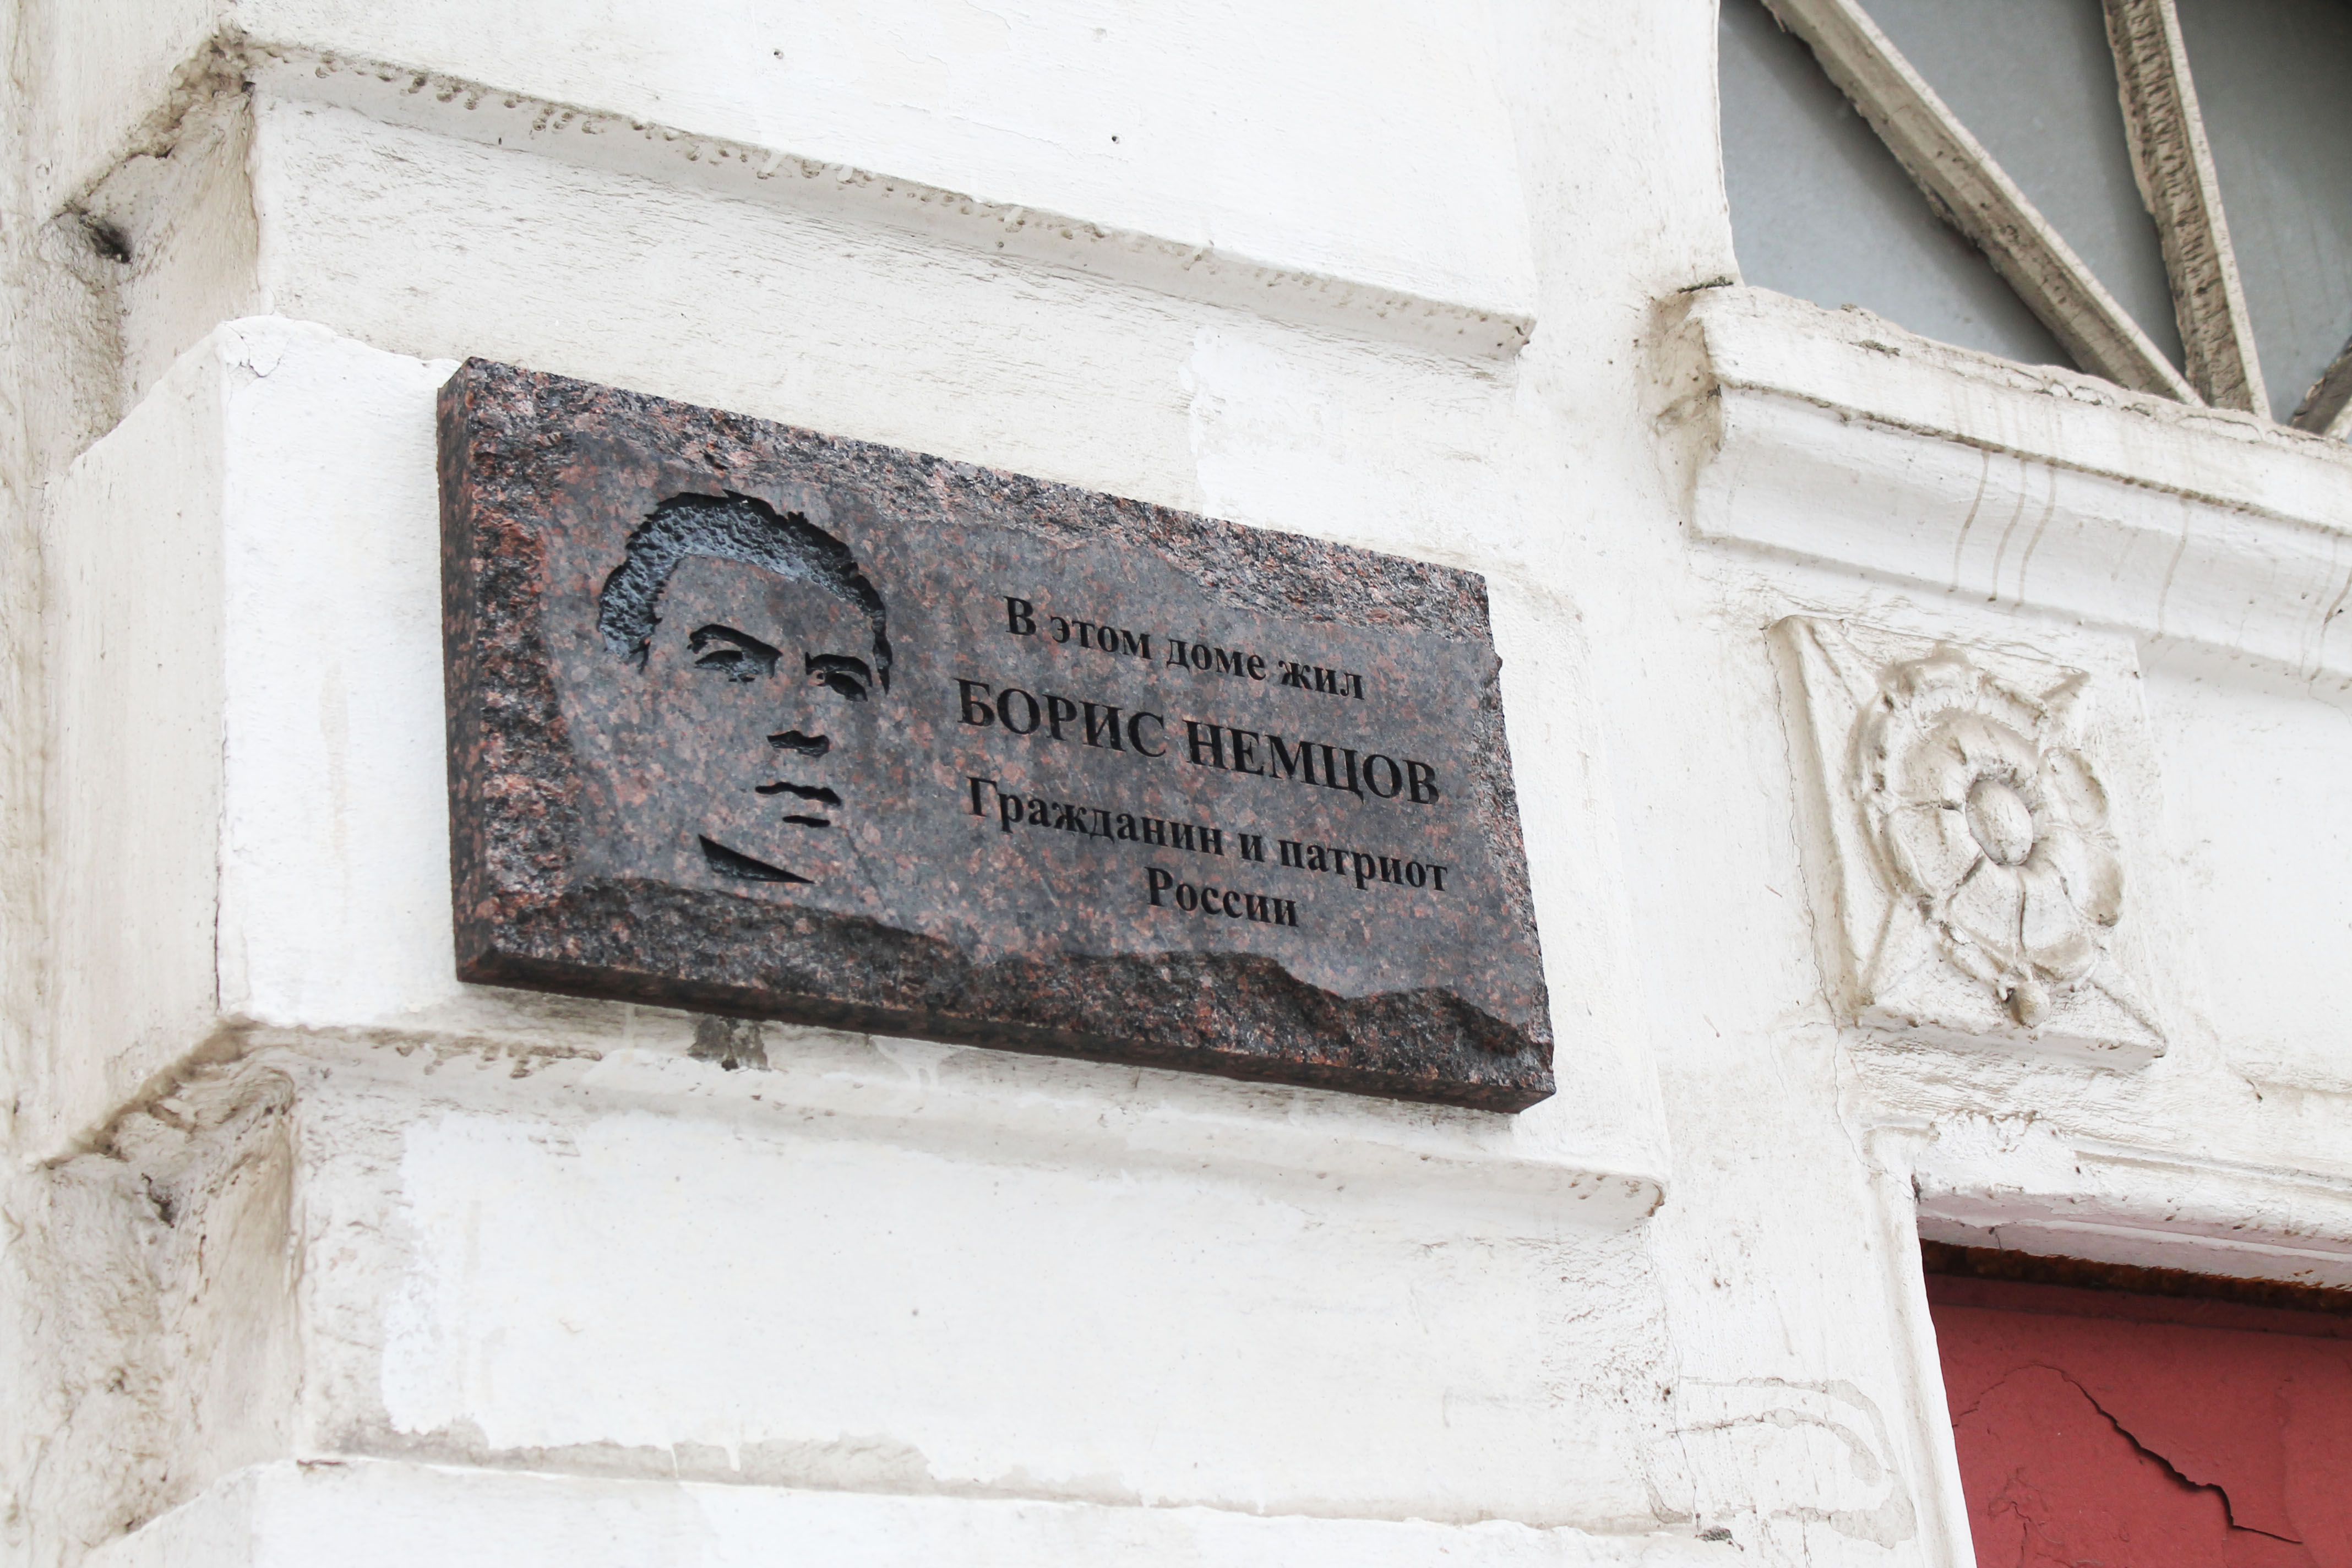 В этом доме жил
БОРИС НЕМЦОВ
Гражданин и патриот
России